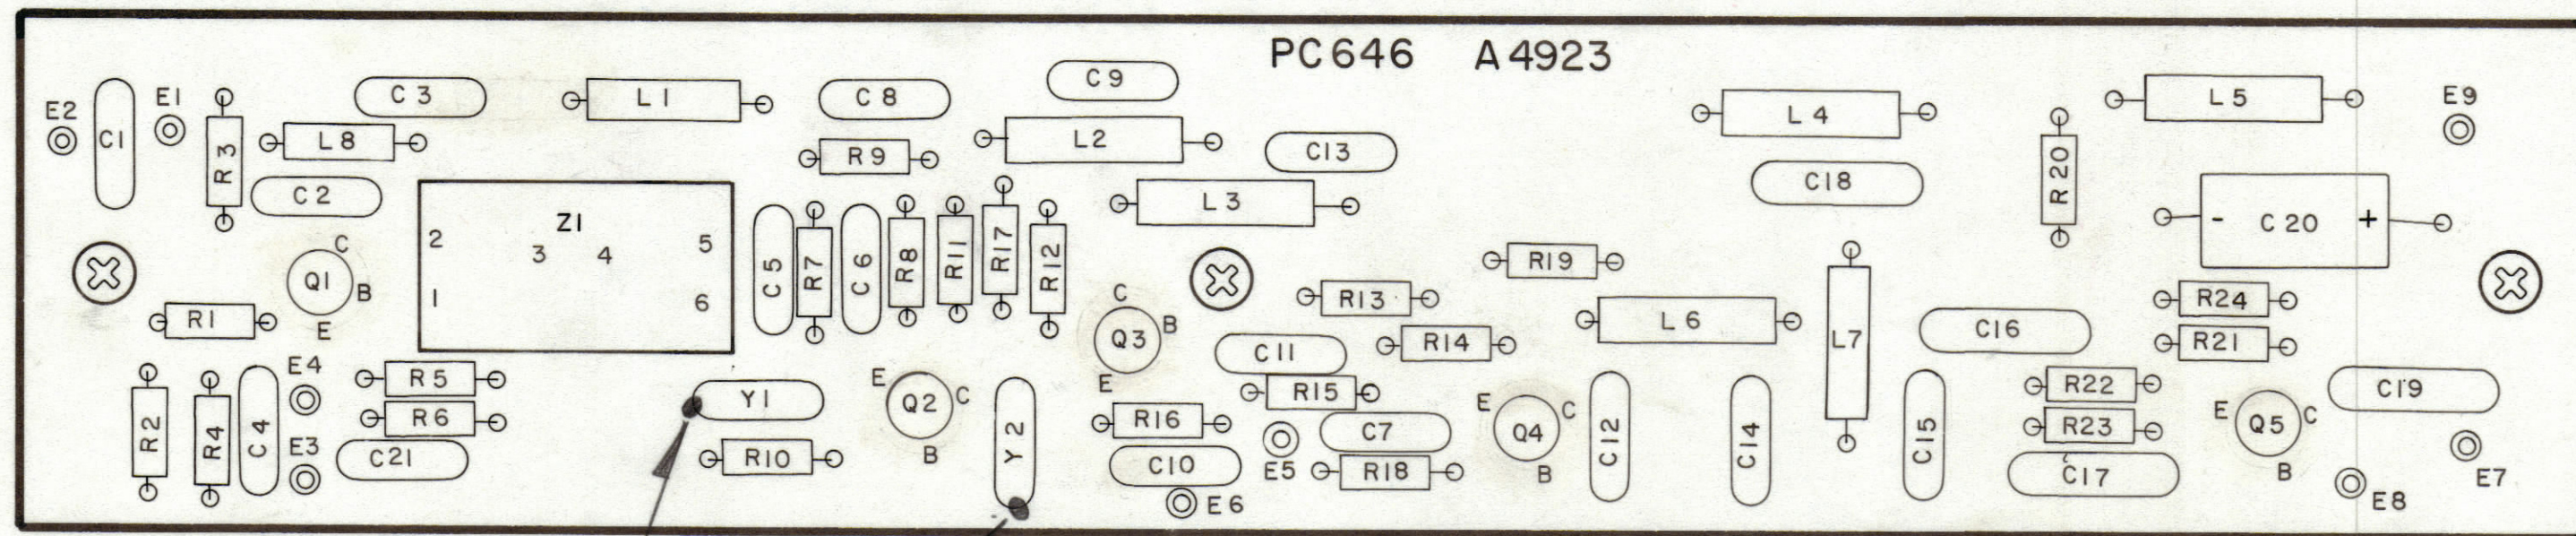 PC646 A4923
E2
C1
E1
R3
L8
C3
C2
L1
C8
R9
C9
L2
C13
L3
L4
C18
R20
L5
E9
- C20 +
Z1
2 3 4 5
1 6
C5
R7
C6
R8
R11
R17
R12
Q1
C
B
E
R1
R2
R4
C4
E4
E3
R5
R6
C21
Y1
R10
E
Q2
C
B
Y2
C
Q3
B
E
R16
C10
E6
R13
R14
C11
R15
E5
C7
R18
R19
L6
L7
E
Q4
C
B
C12
C14
C15
C16
R24
R21
R22
R23
C17
E
Q5
C
B
C19
E7
E8